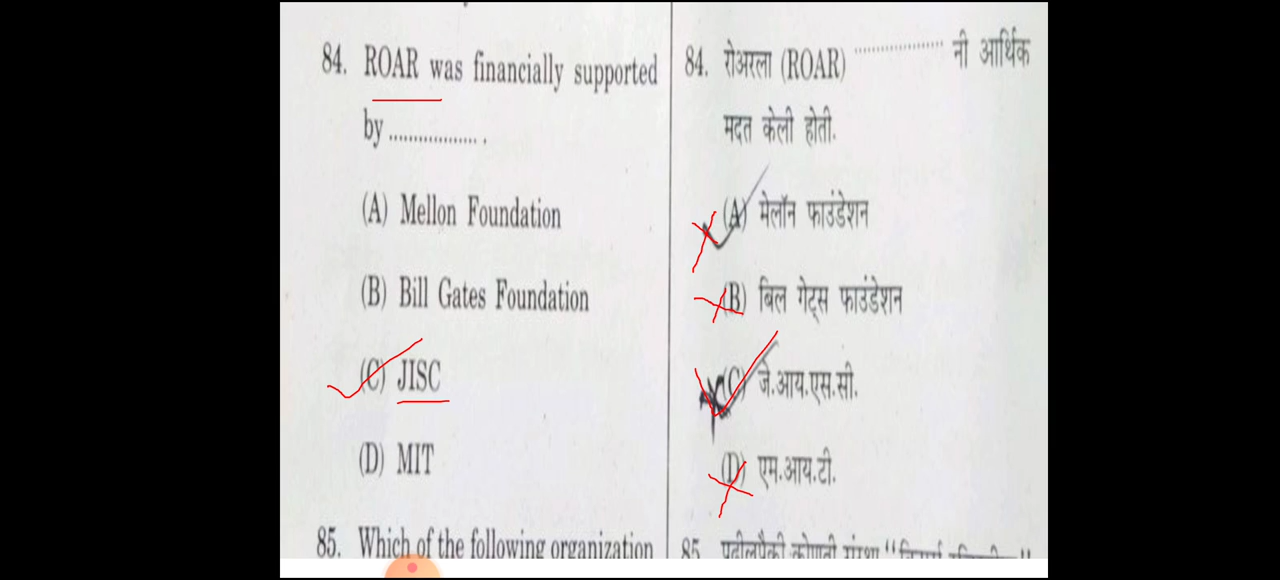 84. ROAR was financially supported
by ................. .
(A) Mellon Foundation
(B) Bill Gates Foundation
(C) JISC
(D) MIT
85. Which of the following organization
84. रोअरला (ROAR) .................. नी आर्थिक
मदत केली होती.
(A) मेलॉन फाउंडेशन
(B) बिल गेट्स फाउंडेशन
(C) जे.आय.एस.सी.
(D) एम.आय.टी.
85.